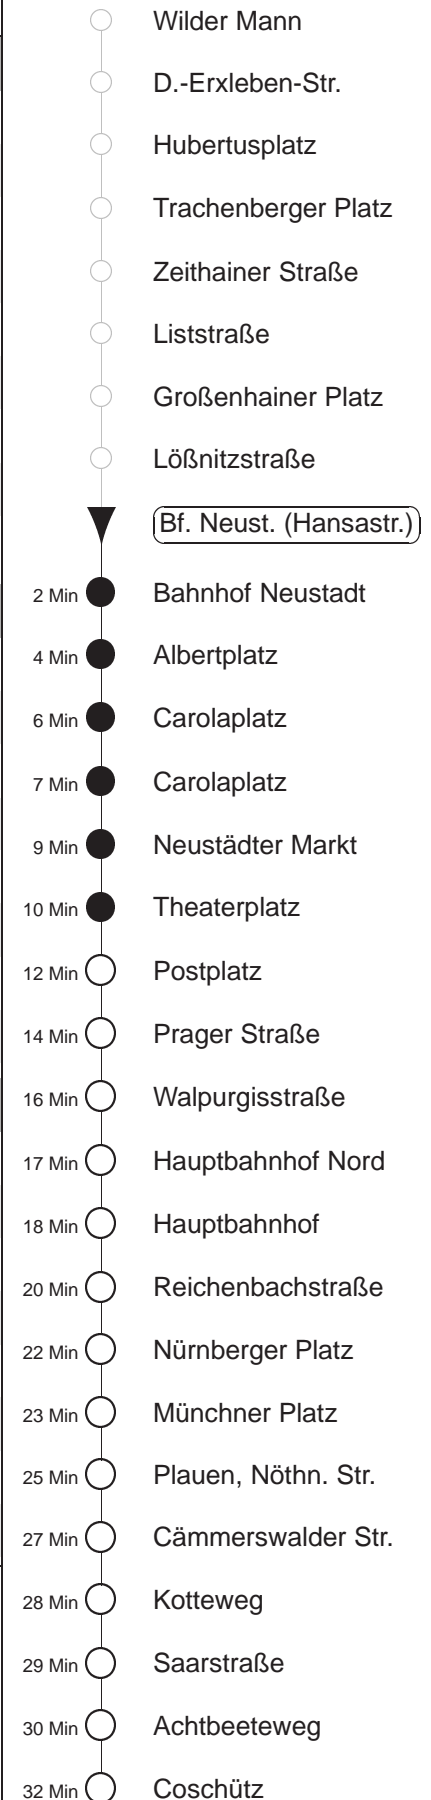 Wilder Mann
D.-Erxleben-Str.
Hubertusplatz
Trachenberger Platz
Zeithainer Straße
Liststraße
Großenhainer Platz
Lößnitzstraße
Bf. Neust. (Hansastr.)
2 Min Bahnhof Neustadt
4 Min Albertplatz
6 Min Carolaplatz
7 Min Carolaplatz
9 Min Neustädter Markt
10 Min Theaterplatz
12 Min Postplatz
14 Min Prager Straße
16 Min Walpurgisstraße
17 Min Hauptbahnhof Nord
18 Min Hauptbahnhof
20 Min Reichenbachstraße
22 Min Nürnberger Platz
23 Min Münchner Platz
25 Min Plauen, Nöthn. Str.
27 Min Cämmerswalder Str.
28 Min Kotteweg
29 Min Saarstraße
30 Min Achtbeeteweg
32 Min Coschütz